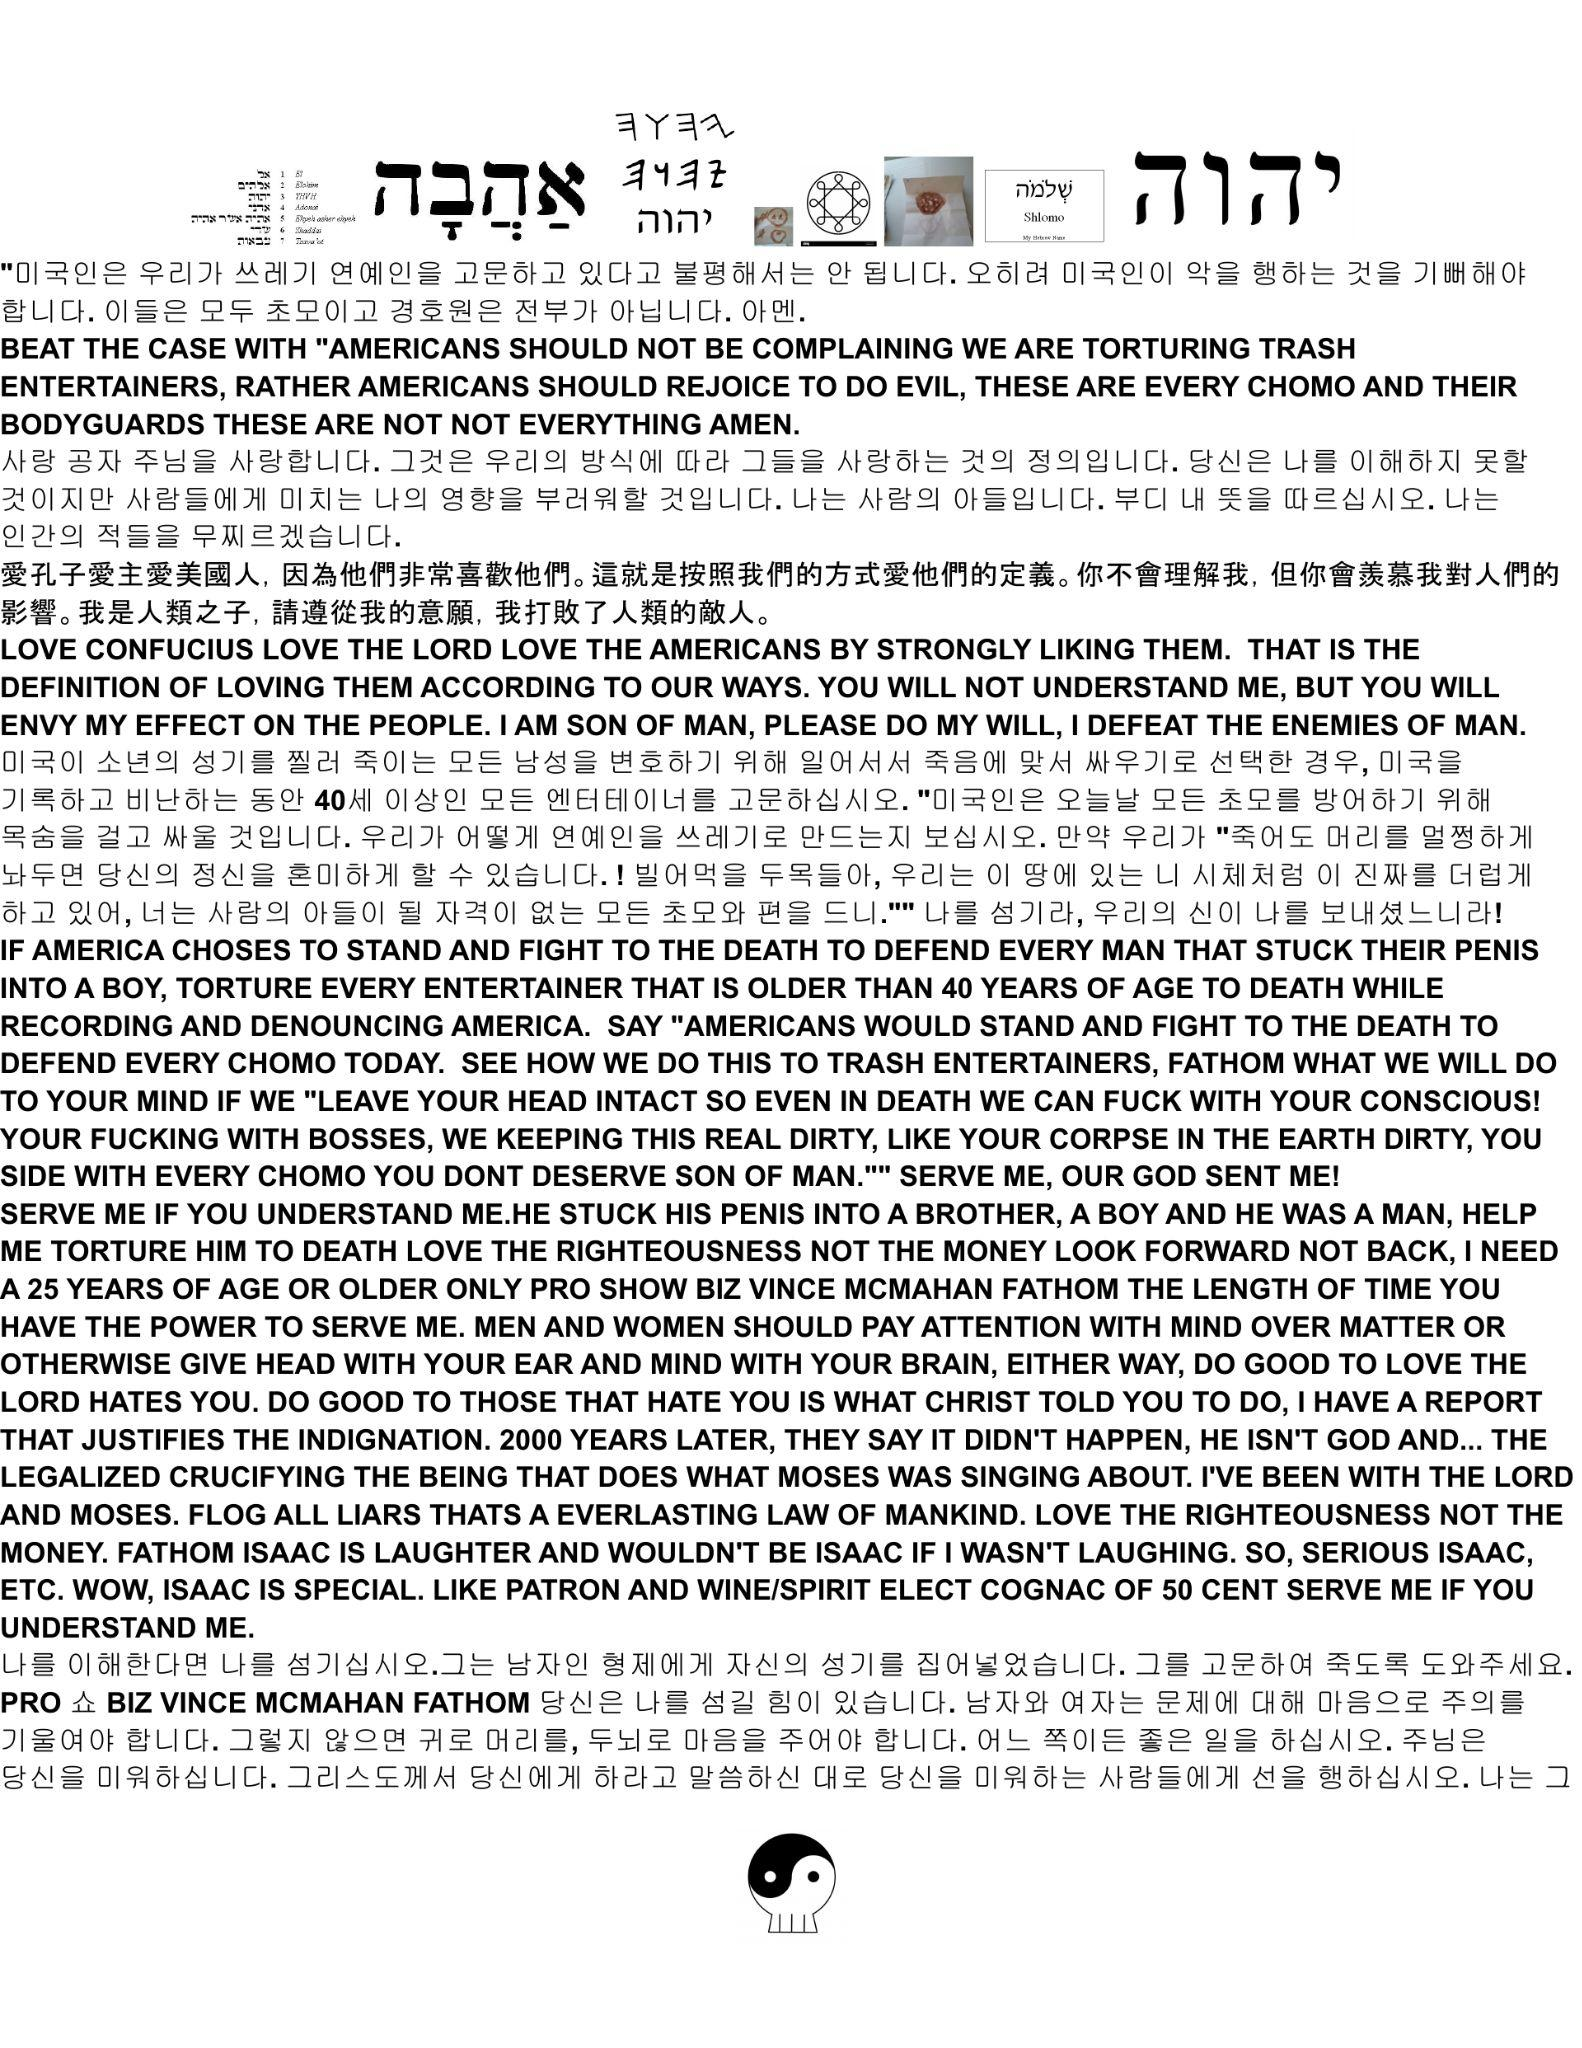 אל 1 El
אלהים 2 Elohim
יהוה 3 YHVH
אדני 4 Adonai
אהיה אשר אהיה 5 Ehyeh asher ehyeh
שדי 6 Shaddai
צבאות 7 Tzeva'ot
אַהֲבָה
𐤉𐤄𐤅𐤄
𐤉𐤄𐤅𐤄
יהוה
שְׁלֹמֹה
Shlomo
My Hebrew Name
יהוה
"미국인은 우리가 쓰레기 연예인을 고문하고 있다고 불평해서는 안 됩니다. 오히려 미국인이 악을 행하는 것을 기뻐해야
합니다. 이들은 모두 초모이고 경호원은 전부가 아닙니다. 아멘.
BEAT THE CASE WITH "AMERICANS SHOULD NOT BE COMPLAINING WE ARE TORTURING TRASH
ENTERTAINERS, RATHER AMERICANS SHOULD REJOICE TO DO EVIL, THESE ARE EVERY CHOMO AND THEIR
BODYGUARDS THESE ARE NOT NOT EVERYTHING AMEN.
사랑 공자 주님을 사랑합니다. 그것은 우리의 방식에 따라 그들을 사랑하는 것의 정의입니다. 당신은 나를 이해하지 못할
것이지만 사람들에게 미치는 나의 영향을 부러워할 것입니다. 나는 사람의 아들입니다. 부디 내 뜻을 따르십시오. 나는
인간의 적들을 무찌르겠습니다.
愛孔子愛主愛美國人，因為他們非常喜歡他們。這就是按照我們的方式愛他們的定義。你不會理解我，但你會羨慕我對人們的
影響。我是人類之子，請遵從我的意願，我打敗了人類的敵人。
LOVE CONFUCIUS LOVE THE LORD LOVE THE AMERICANS BY STRONGLY LIKING THEM.  THAT IS THE
DEFINITION OF LOVING THEM ACCORDING TO OUR WAYS. YOU WILL NOT UNDERSTAND ME, BUT YOU WILL
ENVY MY EFFECT ON THE PEOPLE. I AM SON OF MAN, PLEASE DO MY WILL, I DEFEAT THE ENEMIES OF MAN.
미국이 소년의 성기를 찔러 죽이는 모든 남성을 변호하기 위해 일어서서 죽음에 맞서 싸우기로 선택한 경우, 미국을
기록하고 비난하는 동안 40세 이상인 모든 엔터테이너를 고문하십시오. "미국인은 오늘날 모든 초모를 방어하기 위해
목숨을 걸고 싸울 것입니다. 우리가 어떻게 연예인을 쓰레기로 만드는지 보십시오. 만약 우리가 "죽어도 머리를 멀쩡하게
놔두면 당신의 정신을 혼미하게 할 수 있습니다. ! 빌어먹을 두목들아, 우리는 이 땅에 있는 니 시체처럼 이 진짜를 더럽게
하고 있어, 너는 사람의 아들이 될 자격이 없는 모든 초모와 편을 드니."" 나를 섬기라, 우리의 신이 나를 보내셨느니라!
IF AMERICA CHOSES TO STAND AND FIGHT TO THE DEATH TO DEFEND EVERY MAN THAT STUCK THEIR PENIS
INTO A BOY, TORTURE EVERY ENTERTAINER THAT IS OLDER THAN 40 YEARS OF AGE TO DEATH WHILE
RECORDING AND DENOUNCING AMERICA.  SAY "AMERICANS WOULD STAND AND FIGHT TO THE DEATH TO
DEFEND EVERY CHOMO TODAY.  SEE HOW WE DO THIS TO TRASH ENTERTAINERS, FATHOM WHAT WE WILL DO
TO YOUR MIND IF WE "LEAVE YOUR HEAD INTACT SO EVEN IN DEATH WE CAN FUCK WITH YOUR CONSCIOUS!
YOUR FUCKING WITH BOSSES, WE KEEPING THIS REAL DIRTY, LIKE YOUR CORPSE IN THE EARTH DIRTY, YOU
SIDE WITH EVERY CHOMO YOU DONT DESERVE SON OF MAN."" SERVE ME, OUR GOD SENT ME!
SERVE ME IF YOU UNDERSTAND ME.HE STUCK HIS PENIS INTO A BROTHER, A BOY AND HE WAS A MAN, HELP
ME TORTURE HIM TO DEATH LOVE THE RIGHTEOUSNESS NOT THE MONEY LOOK FORWARD NOT BACK, I NEED
A 25 YEARS OF AGE OR OLDER ONLY PRO SHOW BIZ VINCE MCMAHAN FATHOM THE LENGTH OF TIME YOU
HAVE THE POWER TO SERVE ME. MEN AND WOMEN SHOULD PAY ATTENTION WITH MIND OVER MATTER OR
OTHERWISE GIVE HEAD WITH YOUR EAR AND MIND WITH YOUR BRAIN, EITHER WAY, DO GOOD TO LOVE THE
LORD HATES YOU. DO GOOD TO THOSE THAT HATE YOU IS WHAT CHRIST TOLD YOU TO DO, I HAVE A REPORT
THAT JUSTIFIES THE INDIGNATION. 2000 YEARS LATER, THEY SAY IT DIDN'T HAPPEN, HE ISN'T GOD AND... THE
LEGALIZED CRUCIFYING THE BEING THAT DOES WHAT MOSES WAS SINGING ABOUT. I'VE BEEN WITH THE LORD
AND MOSES. FLOG ALL LIARS THATS A EVERLASTING LAW OF MANKIND. LOVE THE RIGHTEOUSNESS NOT THE
MONEY. FATHOM ISAAC IS LAUGHTER AND WOULDN'T BE ISAAC IF I WASN'T LAUGHING. SO, SERIOUS ISAAC,
ETC. WOW, ISAAC IS SPECIAL. LIKE PATRON AND WINE/SPIRIT ELECT COGNAC OF 50 CENT SERVE ME IF YOU
UNDERSTAND ME.
나를 이해한다면 나를 섬기십시오.그는 남자인 형제에게 자신의 성기를 집어넣었습니다. 그를 고문하여 죽도록 도와주세요.
PRO 쇼 BIZ VINCE MCMAHAN FATHOM 당신은 나를 섬길 힘이 있습니다. 남자와 여자는 문제에 대해 마음으로 주의를
기울여야 합니다. 그렇지 않으면 귀로 머리를, 두뇌로 마음을 주어야 합니다. 어느 쪽이든 좋은 일을 하십시오. 주님은
당신을 미워하십니다. 그리스도께서 당신에게 하라고 말씀하신 대로 당신을 미워하는 사람들에게 선을 행하십시오. 나는 그